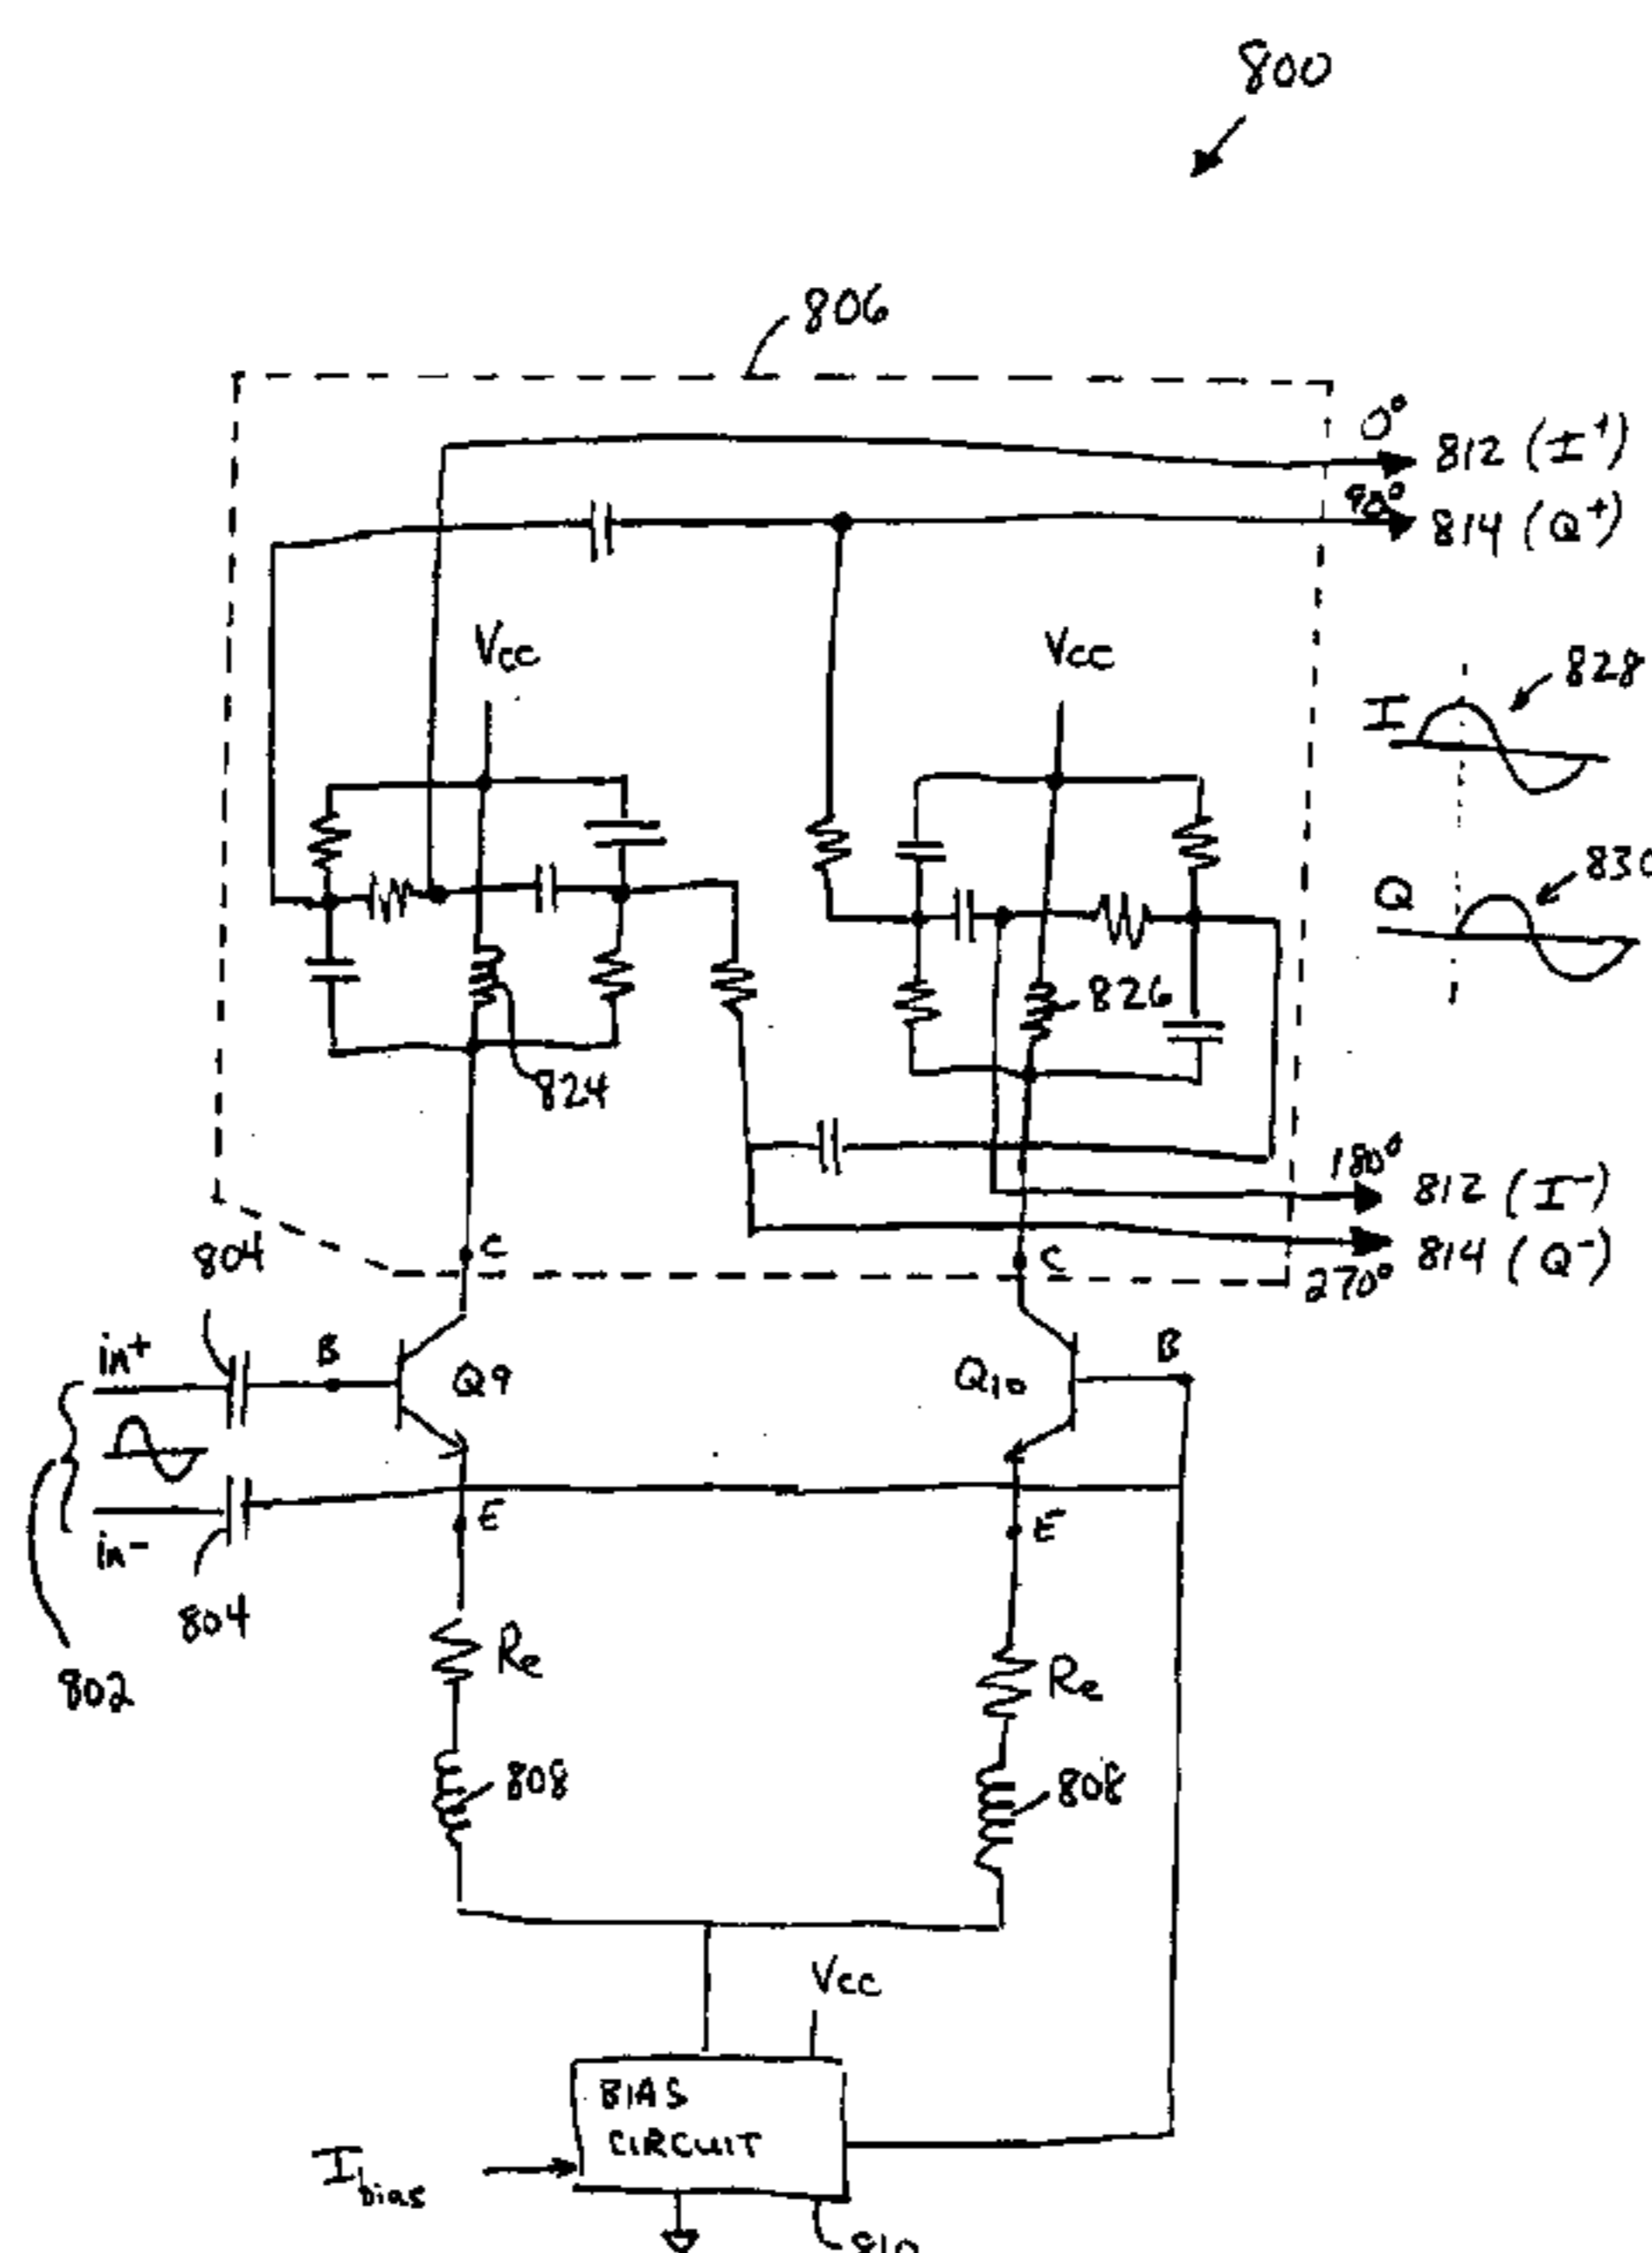 800
806
0°
812 (I+)
90°
814 (Q+)
Vcc
Vcc
828
I
830
Q
826
824
180°
812 (I-)
814 (Q-)
270°
C
C
804
in+
B
Q9
Q10
B
in-
E
E
804
802
Re
Re
808
808
Vcc
BIAS
CIRCUIT
Ibias
810